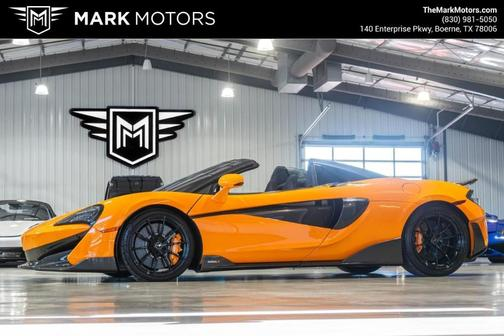 MARK MOTORS
TheMarkMotors.com
(830) 981-5050
140 Enterprise Pkwy, Boerne, TX 78006
M